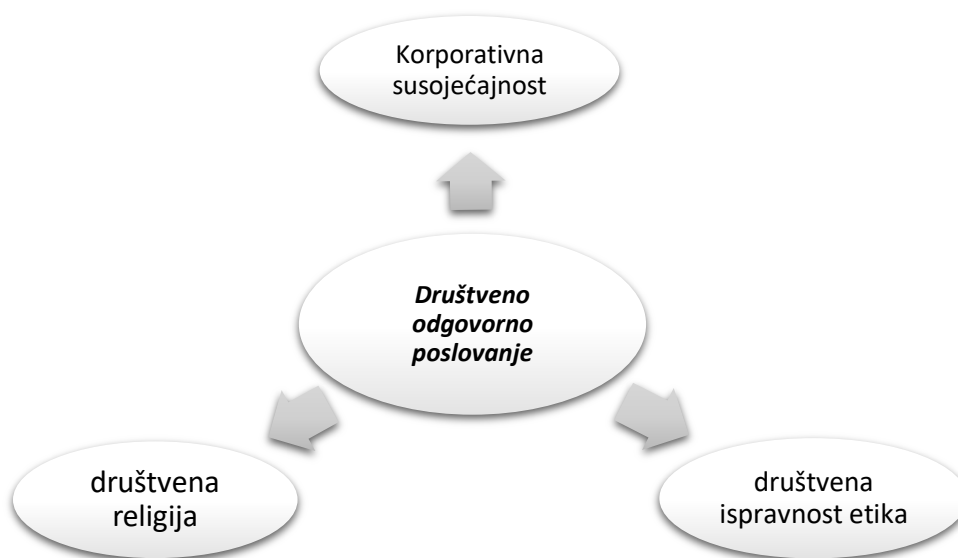 Korporativna
susojećajnost
Društveno
odgovorno
poslovanje
društvena
religija
društvena
ispravnost etika